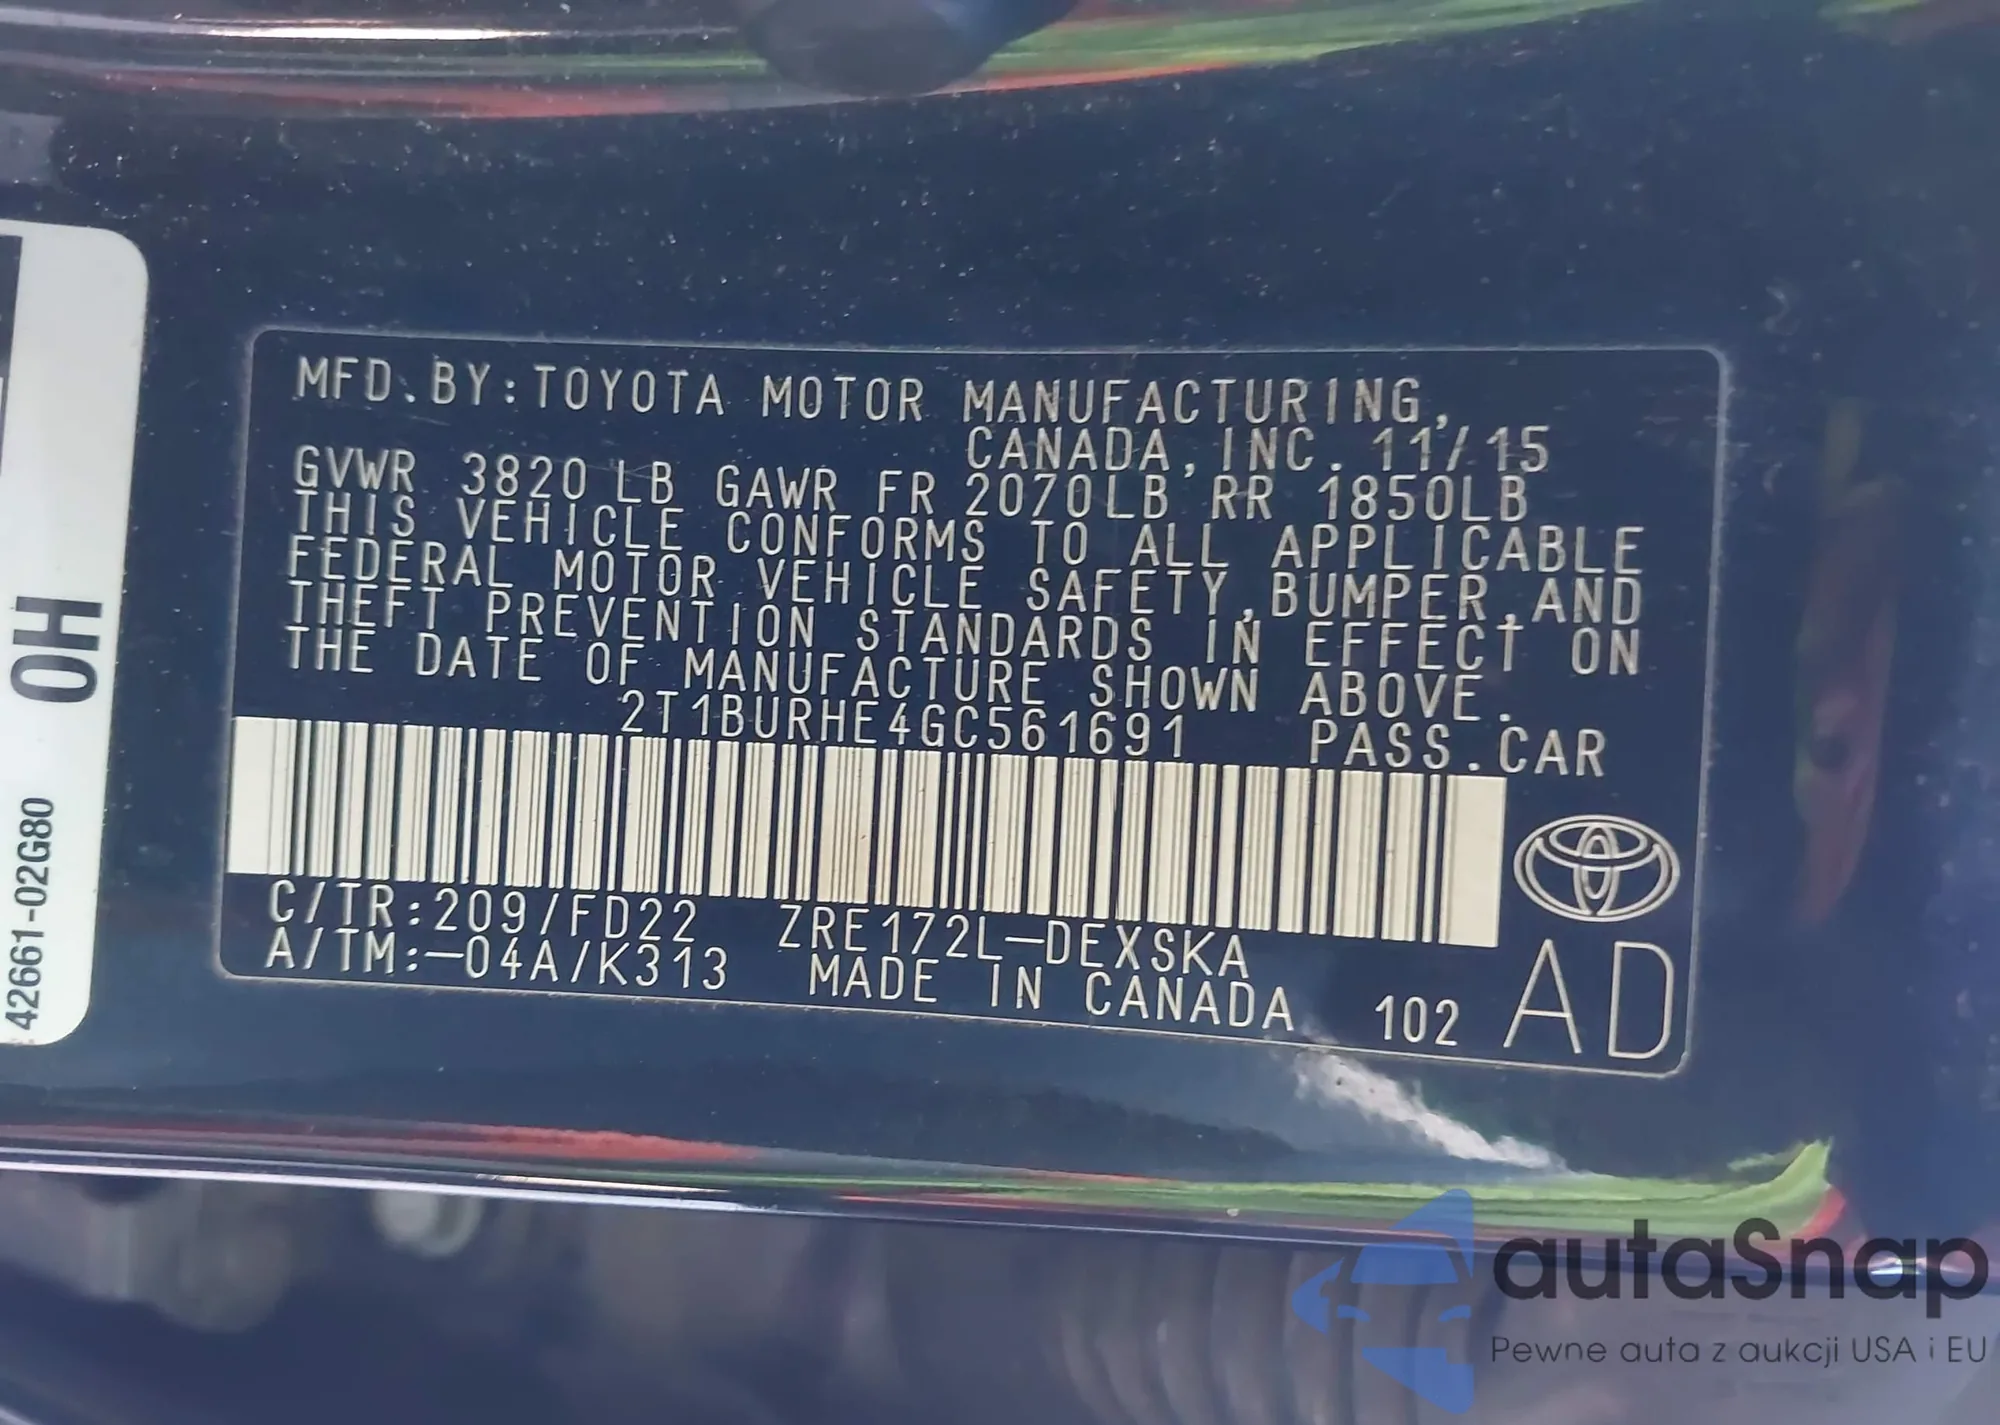 MFD.BY:TOYOTA MOTOR MANUFACTURING,
CANADA,INC. 11/15
GVWR 3820 LB GAWR FR 2070LB RR 1850LB
THIS VEHICLE CONFORMS TO ALL APPLICABLE
FEDERAL MOTOR VEHICLE SAFETY,BUMPER,AND
THEFT PREVENTION STANDARDS IN EFFECT ON
THE DATE OF MANUFACTURE SHOWN ABOVE.
2T1BURHE4GC561691 PASS.CAR
C/TR:209/FD22 ZRE172L-DEXSKA
A/TM:-04A/K313 MADE IN CANADA 102 AD
0H
42661-02G80
autaSnap
Pewne auta z aukcji USA i EU